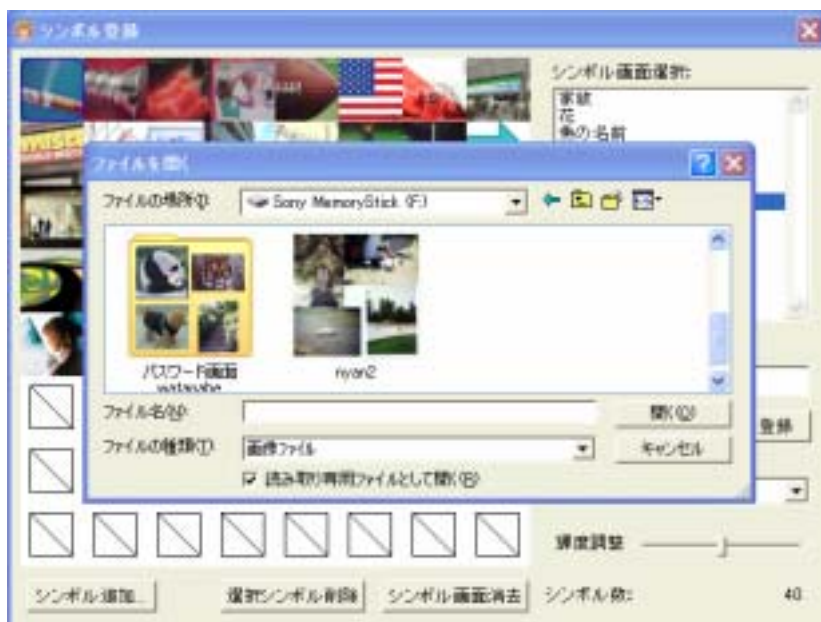 シンボル登録
シンボル画面選択:
家紋
花
魚の名前
ファイルを開く
ファイルの場所(I):
Sony MemoryStick (F:)
パスワード画面
watanabe
nyan2
ファイル名(N):
開く(O)
登録
ファイルの種類(T):
画像ファイル
キャンセル
読み取り専用ファイルとして開く(R)
輝度調整
シンボル追加...
選択シンボル削除
シンボル画面消去
シンボル数:
40